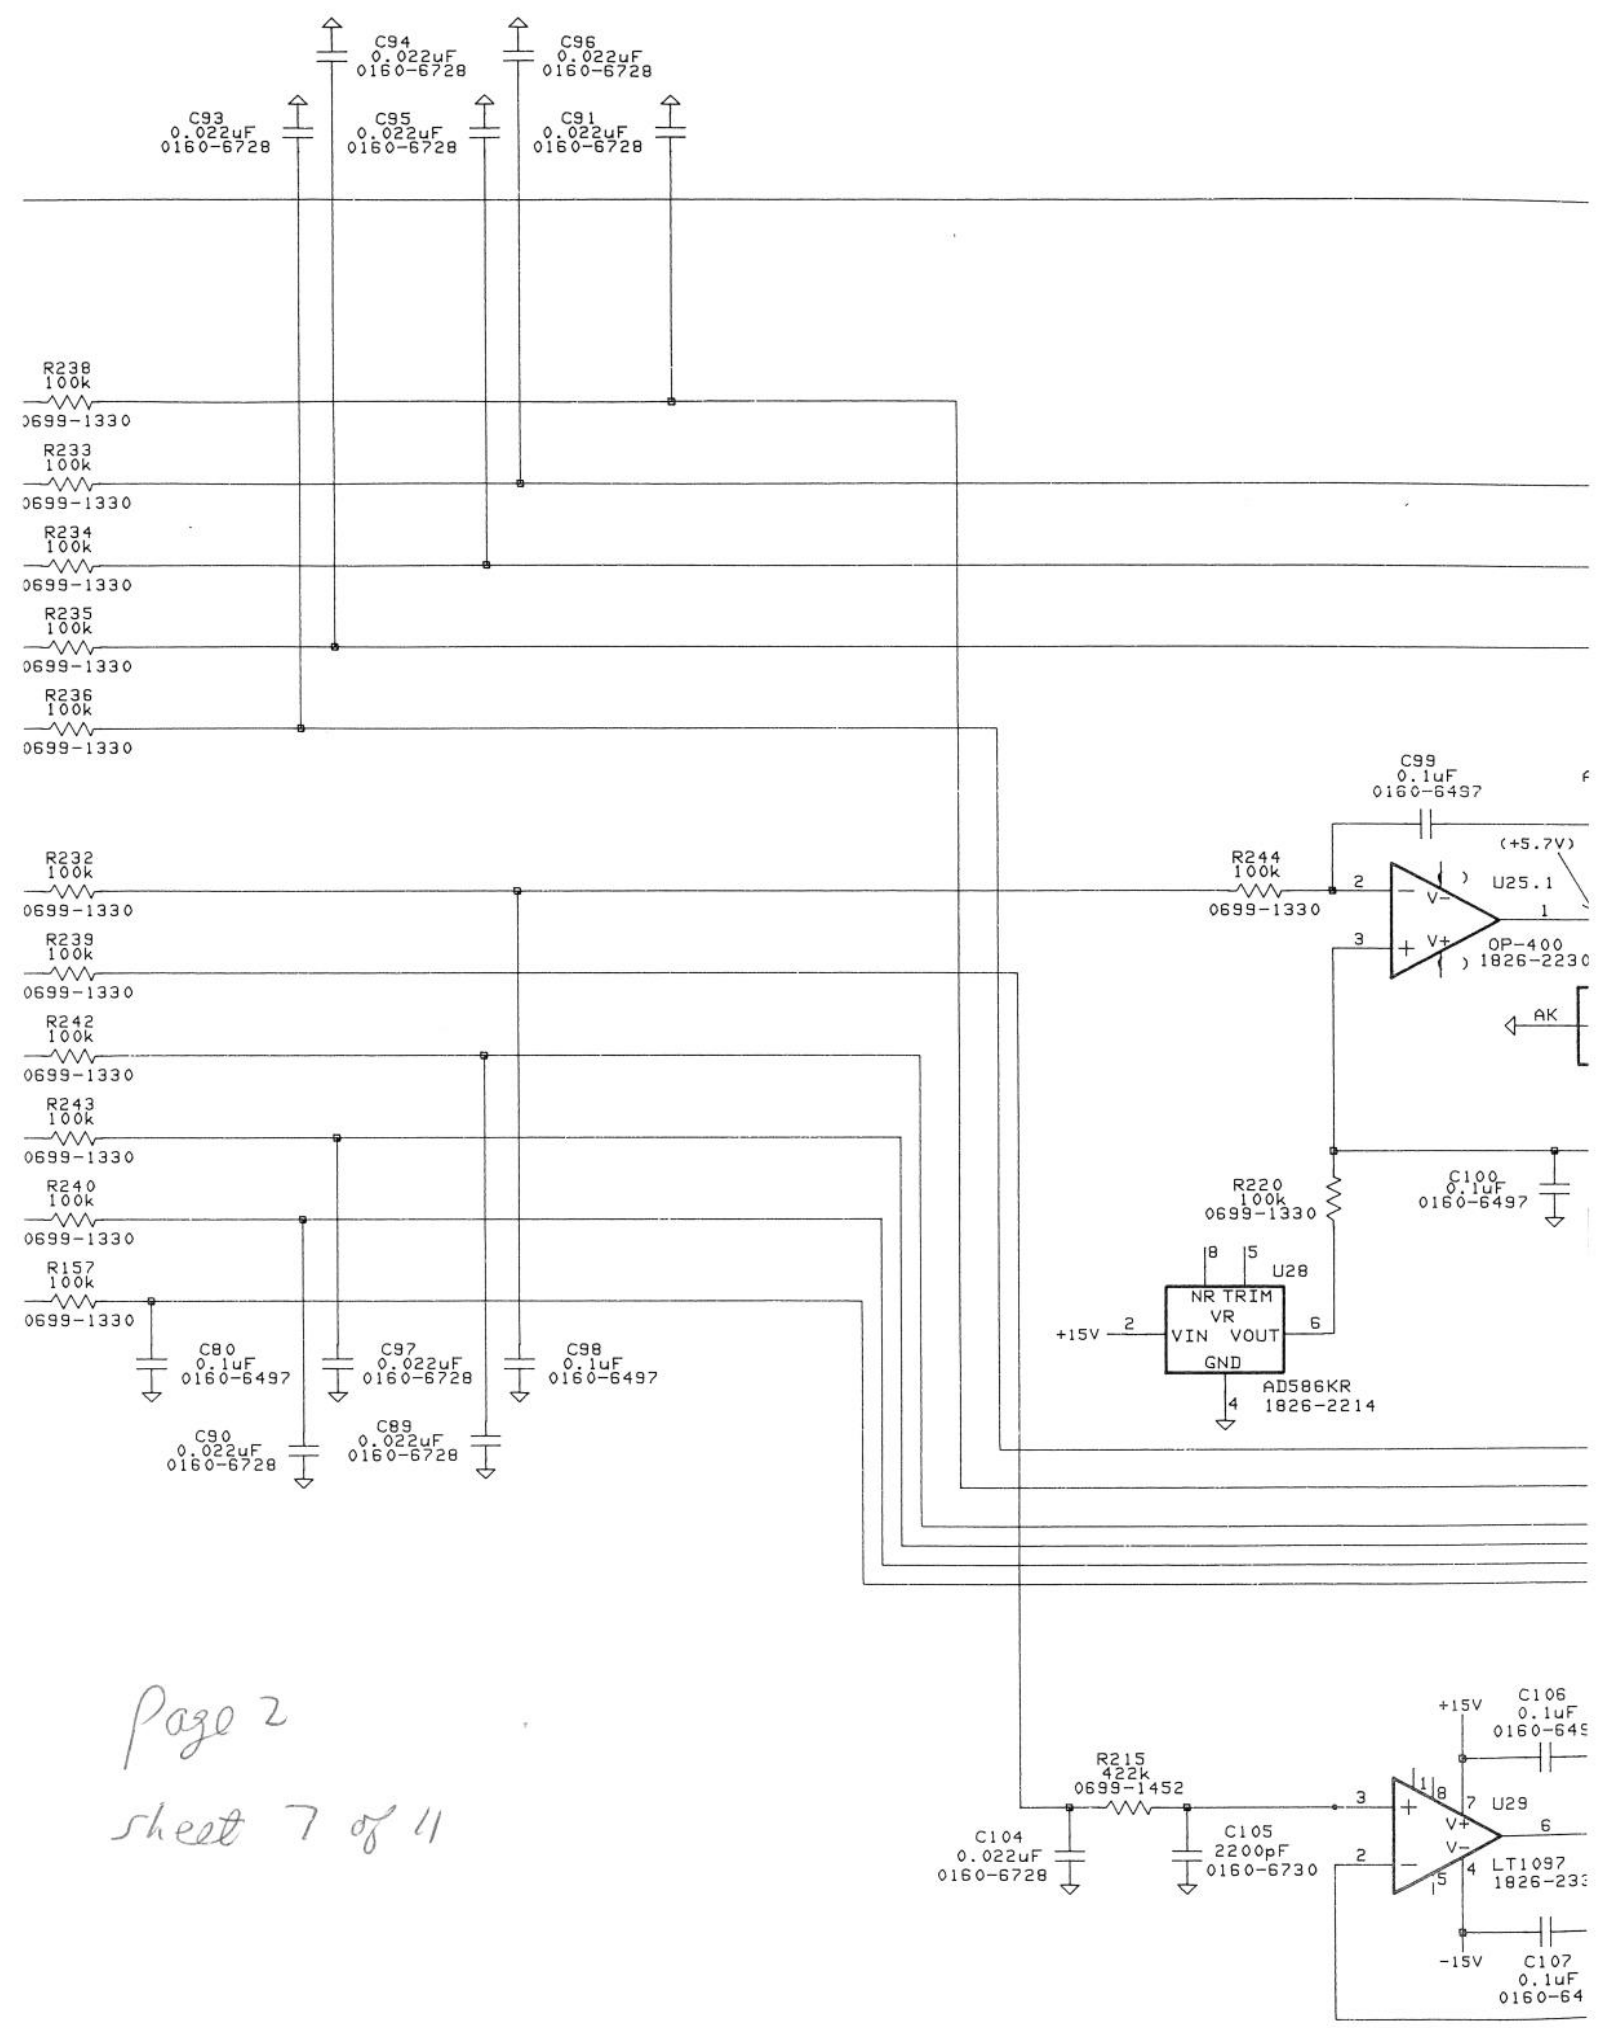 C94
0.022uF
0160-6728
C96
0.022uF
0160-6728
C93
0.022uF
0160-6728
C95
0.022uF
0160-6728
C91
0.022uF
0160-6728
R238
100k
0699-1330
R233
100k
0699-1330
R234
100k
0699-1330
R235
100k
0699-1330
R236
100k
0699-1330
C99
0.1uF
0160-6497
(+5.7V)
R232
100k
0699-1330
R244
100k
0699-1330
2
3
V-
V+
U25.1
1
OP-400
1826-2230
R239
100k
0699-1330
AK
R242
100k
0699-1330
R243
100k
0699-1330
R240
100k
0699-1330
R220
100k
0699-1330
C100
0.1uF
0160-6497
R157
100k
0699-1330
8
5
U28
NR TRIM
VR
+15V
2
VIN VOUT
6
GND
4
AD586KR
1826-2214
C80
0.1uF
0160-6497
C97
0.022uF
0160-6728
C98
0.1uF
0160-6497
C90
0.022uF
0160-6728
C89
0.022uF
0160-6728
Page 2
sheet 7 of 11
+15V
C106
0.1uF
0160-649
R215
422k
0699-1452
C104
0.022uF
0160-6728
C105
2200pF
0160-6730
3
2
1
8
7
V+
V-
5
4
U29
6
LT1097
1826-233
-15V
C107
0.1uF
0160-64